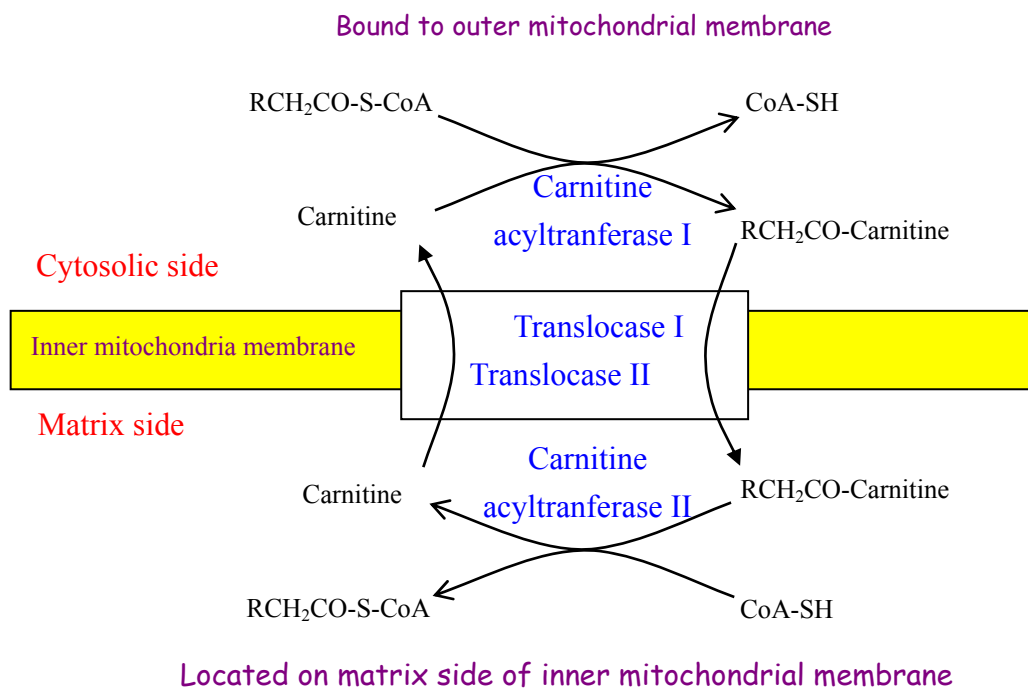 Bound to outer mitochondrial membrane
RCH₂CO-S-CoA
CoA-SH
Carnitine
Carnitine
acyltranferase I
RCH₂CO-Carnitine
Cytosolic side
Translocase I
Inner mitochondria membrane
Translocase II
Matrix side
Carnitine
Carnitine
acyltranferase II
RCH₂CO-Carnitine
RCH₂CO-S-CoA
CoA-SH
Located on matrix side of inner mitochondrial membrane